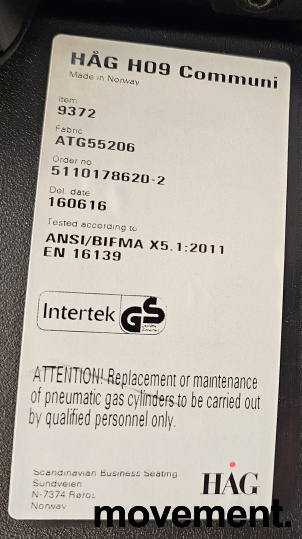 HÅG H09 Communi
Made in Norway
Item
9372
Fabric
ATG55206
Order no
5110178620-2
Del. date
160616
Tested according to
ANSI/BIFMA X5.1:2011
EN 16139
Intertek GS
ATTENTION! Replacement or maintenance
of pneumatic gas cylinders to be carried out
by qualified personnel only.
Scandinavian Business Seating
Sundveien
N-7374 Røros
Norway
HÅG
movement.